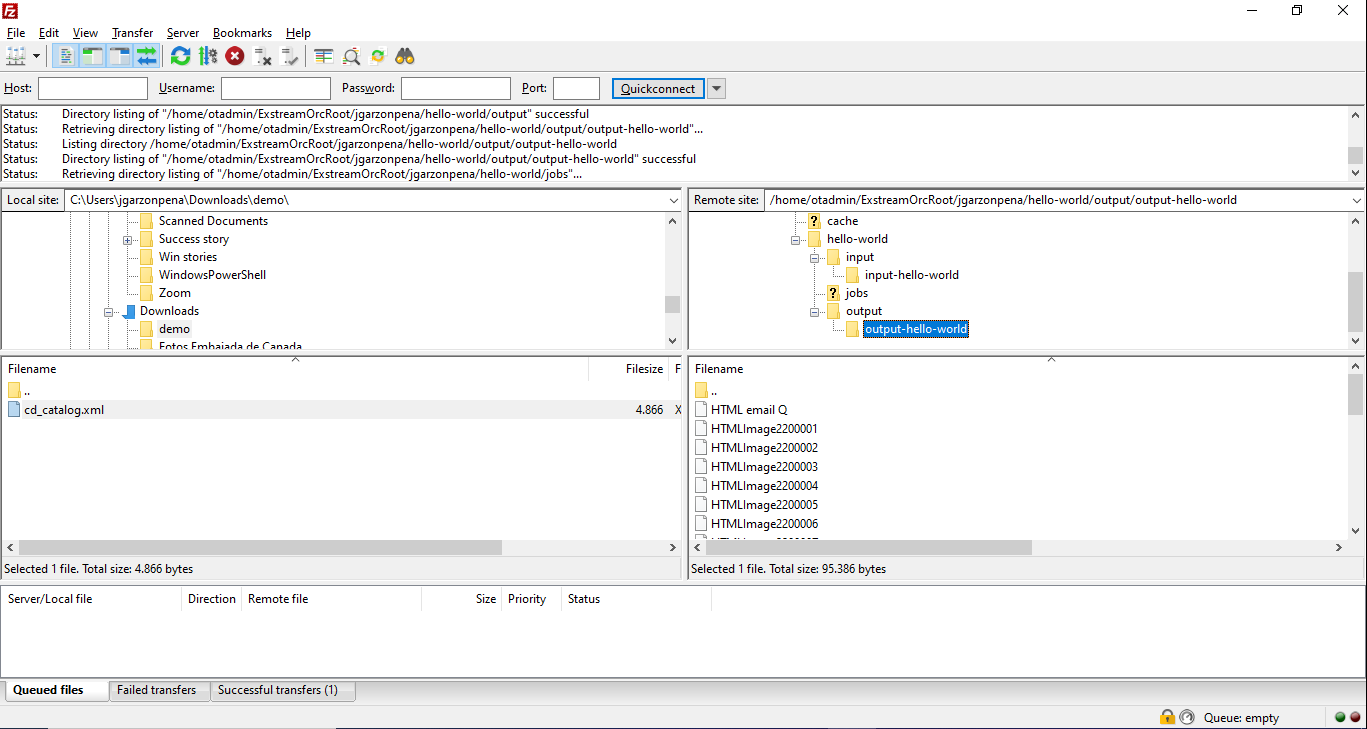 Fz
File Edit View Transfer Server Bookmarks Help
Host: Username: Password: Port: Quickconnect
Status: Directory listing of "/home/otadmin/ExstreamOrcRoot/jgarzonpena/hello-world/output" successful
Status: Retrieving directory listing of "/home/otadmin/ExstreamOrcRoot/jgarzonpena/hello-world/output/output-hello-world"...
Status: Listing directory /home/otadmin/ExstreamOrcRoot/jgarzonpena/hello-world/output/output-hello-world
Status: Directory listing of "/home/otadmin/ExstreamOrcRoot/jgarzonpena/hello-world/output/output-hello-world" successful
Status: Retrieving directory listing of "/home/otadmin/ExstreamOrcRoot/jgarzonpena/hello-world/jobs"...
Local site: C:\Users\jgarzonpena\Downloads\demo\
Scanned Documents
Success story
Win stories
WindowsPowerShell
Zoom
Downloads
demo
Fotos Embajada de Canada
Filename Filesize F
..
cd_catalog.xml 4.866 X
Selected 1 file. Total size: 4.866 bytes
Remote site: /home/otadmin/ExstreamOrcRoot/jgarzonpena/hello-world/output/output-hello-world
? cache
hello-world
input
input-hello-world
? jobs
output
output-hello-world
Filename
..
HTML email Q
HTMLImage2200001
HTMLImage2200002
HTMLImage2200003
HTMLImage2200004
HTMLImage2200005
HTMLImage2200006
HTMLImage2200007
Selected 1 file. Total size: 95.386 bytes
Server/Local file Direction Remote file Size Priority Status
Queued files Failed transfers Successful transfers (1)
Queue: empty